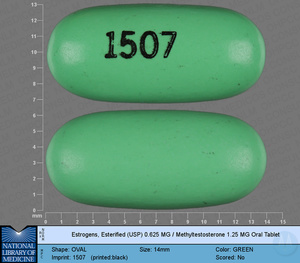 1507
mm
NATIONAL
LIBRARY OF
MEDICINE
Estrogens, Esterified (USP) 0.625 MG / Methyltestosterone 1.25 MG Oral Tablet
Shape: OVAL Size: 14mm Color: GREEN
Imprint: 1507 (printed:black) Scored: No